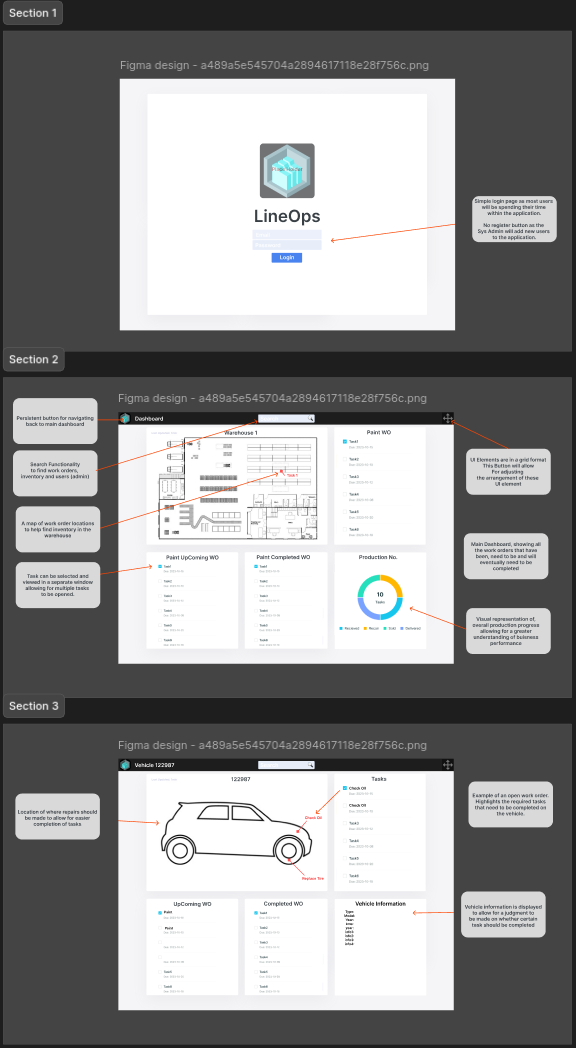 Section 1
Figma design - a489a5e545704a2894617118e28f756c.png
LineOps
Login
Simple login page as most users
will be spending their time
within the application.
No register button as the
Sys Admin will add new users
to the application.
Section 2
Figma design - a489a5e545704a2894617118e28f756c.png
Dashboard
Persistent button for navigating
back to main dashboard
Search Functionality
to find work orders,
inventory and users (admin)
A map of work order locations
to help find inventory in the
warehouse
Task can be selected and
viewed in a separate window
allowing for multiple tasks
to be opened.
Warehouse 1
Task 1
Paint WO
Task1
Task2
Task3
Task4
Task5
Task6
Paint UpComing WO
Task1
Task2
Task3
Task4
Task5
Task6
Paint Completed WO
Task1
Task2
Task3
Task4
Task5
Task6
Production No.
10
Tasks
Received
Recon
Sold
Delivered
UI Elements are in a grid format
This Button will allow
For adjusting
the arrangement of these
UI element
Main Dashboard, showing all
the work orders that have
been, need to be and will
eventually need to be
completed
Visual representation of,
overall production progress
allowing for a greater
understanding of business
performance
Section 3
Figma design - a489a5e545704a2894617118e28f756c.png
Vehicle 122987
122987
Location of where repairs should
be made to allow for easier
completion of tasks
Check Oil
Replace Tire
Tasks
Check Oil
Check Oil
Task3
Task4
Task5
Task6
UpComing WO
Paint
Paint
Task5
Task6
Completed WO
Task1
Task2
Task3
Task4
Task5
Task6
Vehicle Information
Type:
Model:
Year:
Example of an open work order.
Highlights the required tasks
that need to be completed on
the vehicle.
Vehicle information is displayed
to allow for a judgment to
be made on whether certain
task should be completed